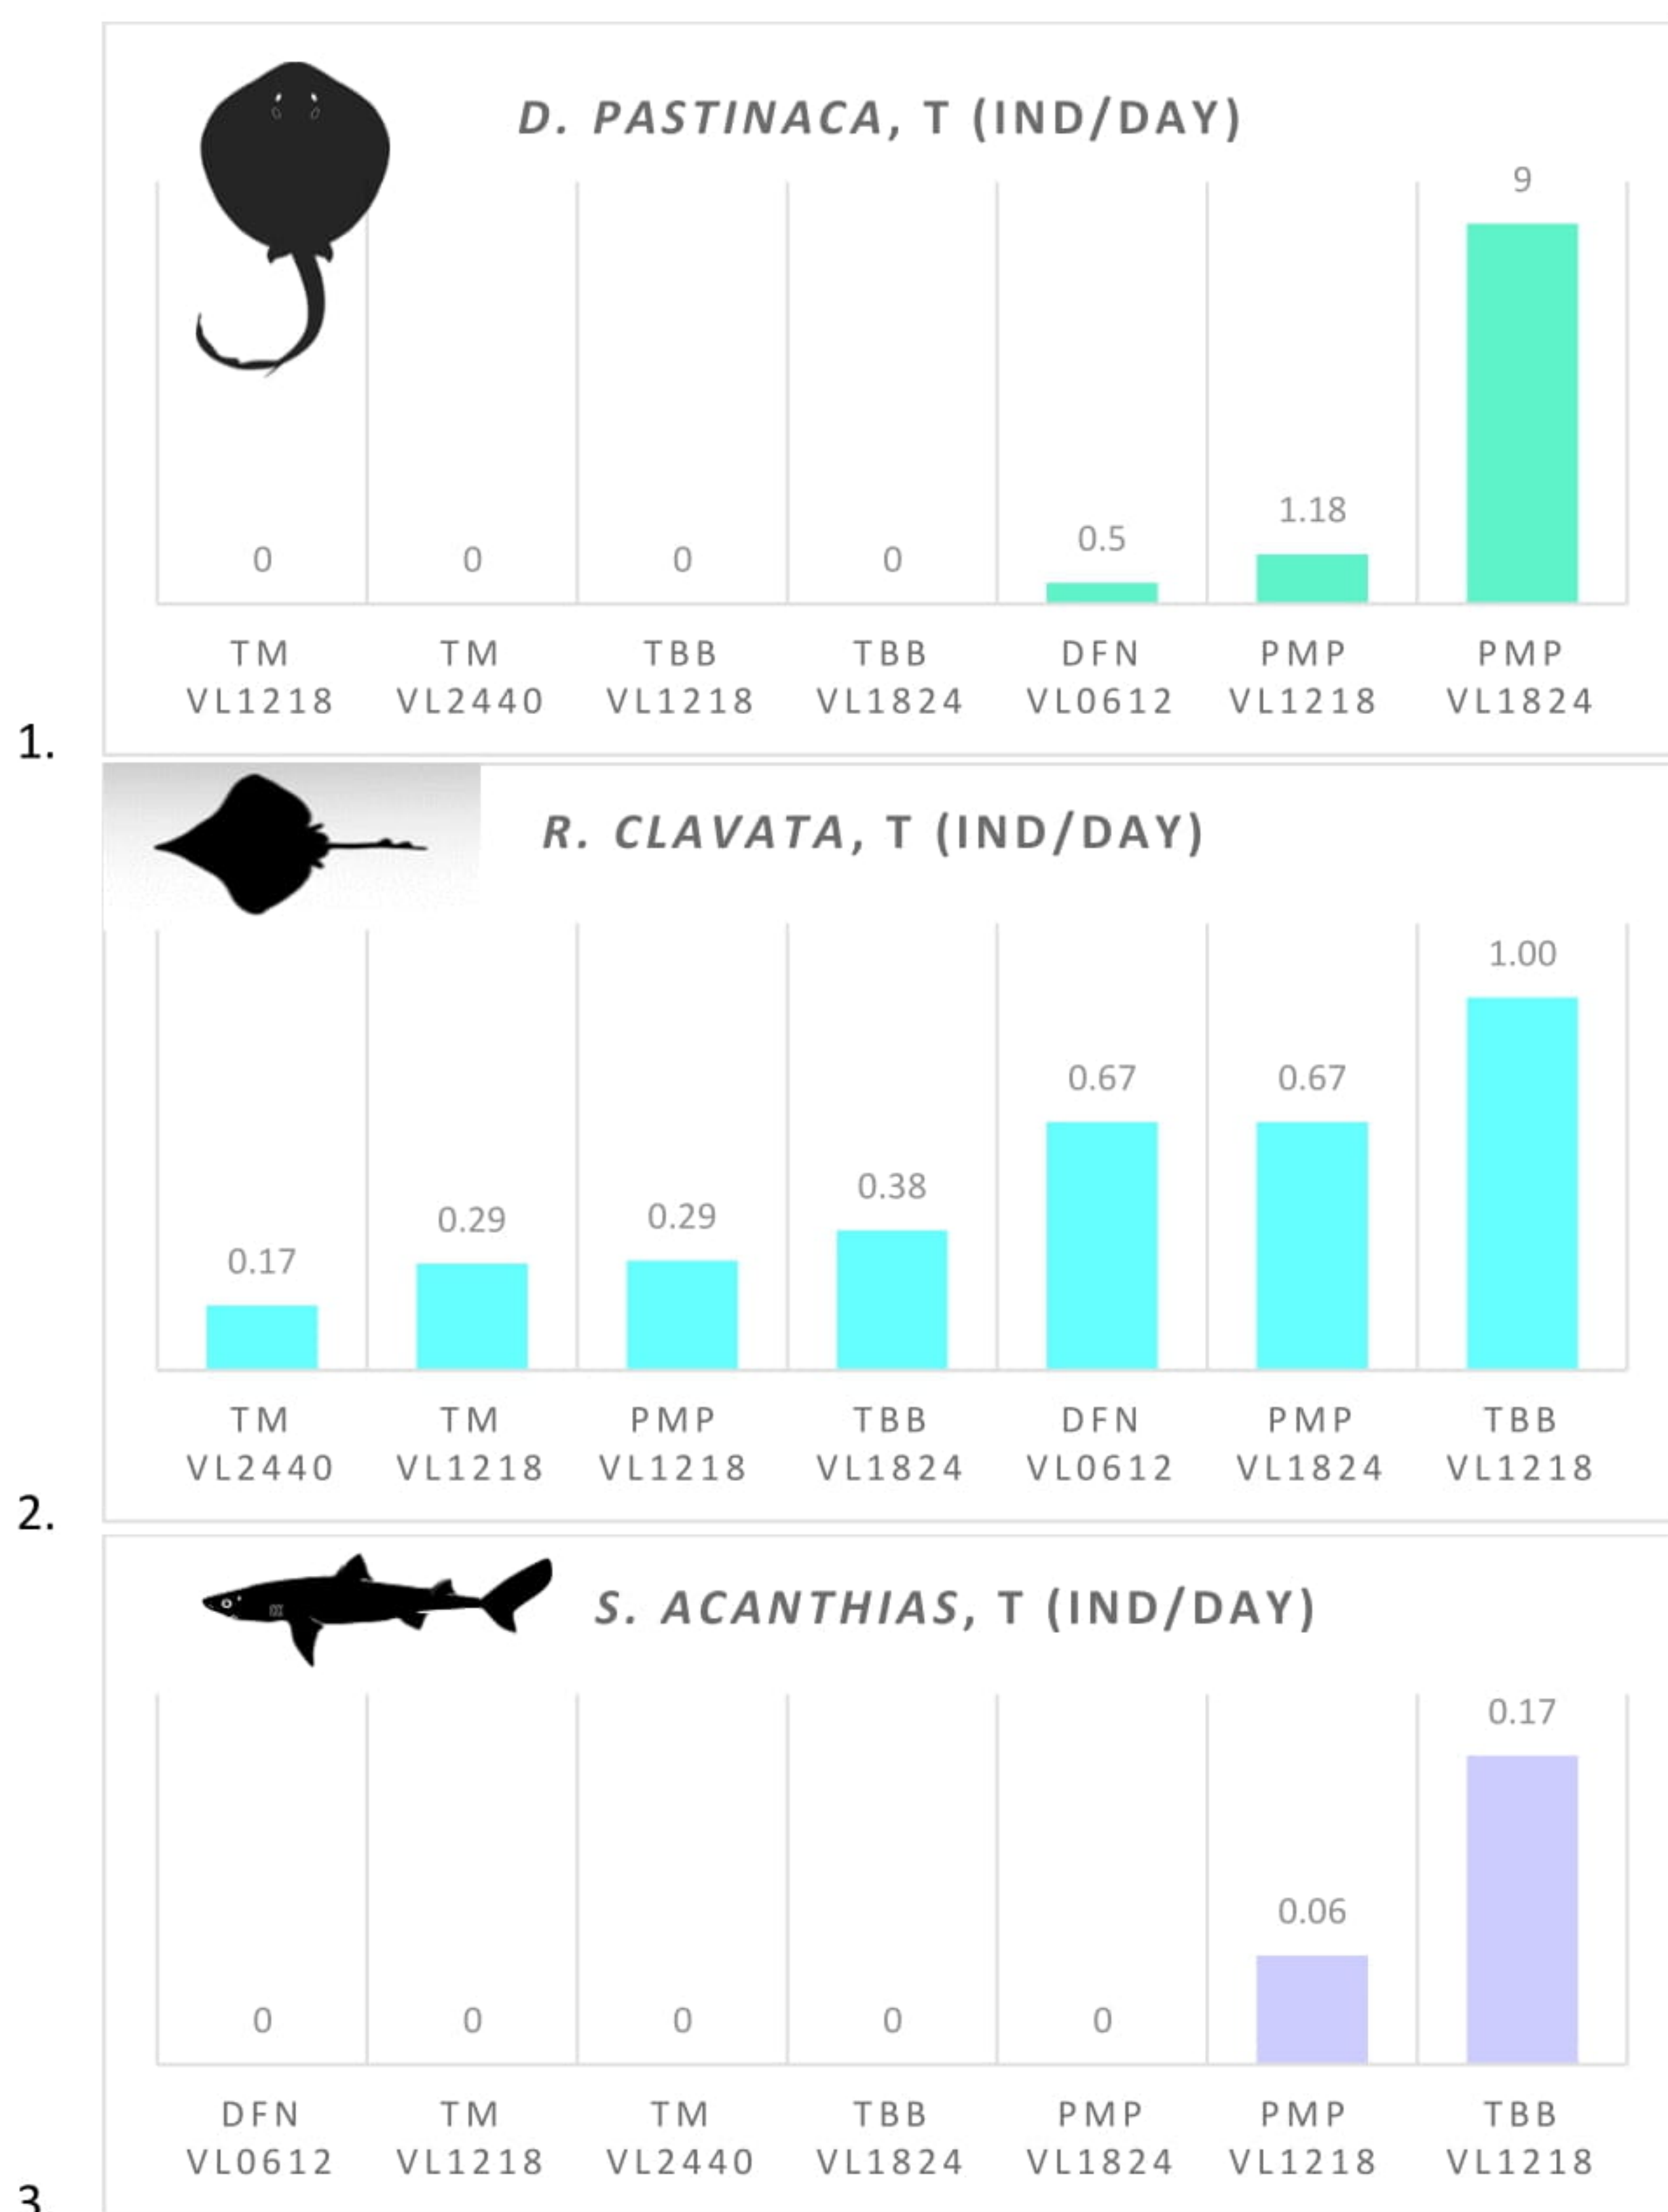 D. PASTINACA, T (IND/DAY)
9
1.18
0.5
0 0 0 0
TM TM TBB TBB DFN PMP PMP
VL1218 VL2440 VL1218 VL1824 VL0612 VL1218 VL1824
1.
R. CLAVATA, T (IND/DAY)
1.00
0.67 0.67
0.38
0.29 0.29
0.17
TM TM PMP TBB DFN PMP TBB
VL2440 VL1218 VL1218 VL1824 VL0612 VL1824 VL1218
2.
S. ACANTHIAS, T (IND/DAY)
0.17
0.06
0 0 0 0 0
DFN TM TM TBB PMP PMP TBB
VL0612 VL1218 VL2440 VL1824 VL1824 VL1218 VL1218
3.